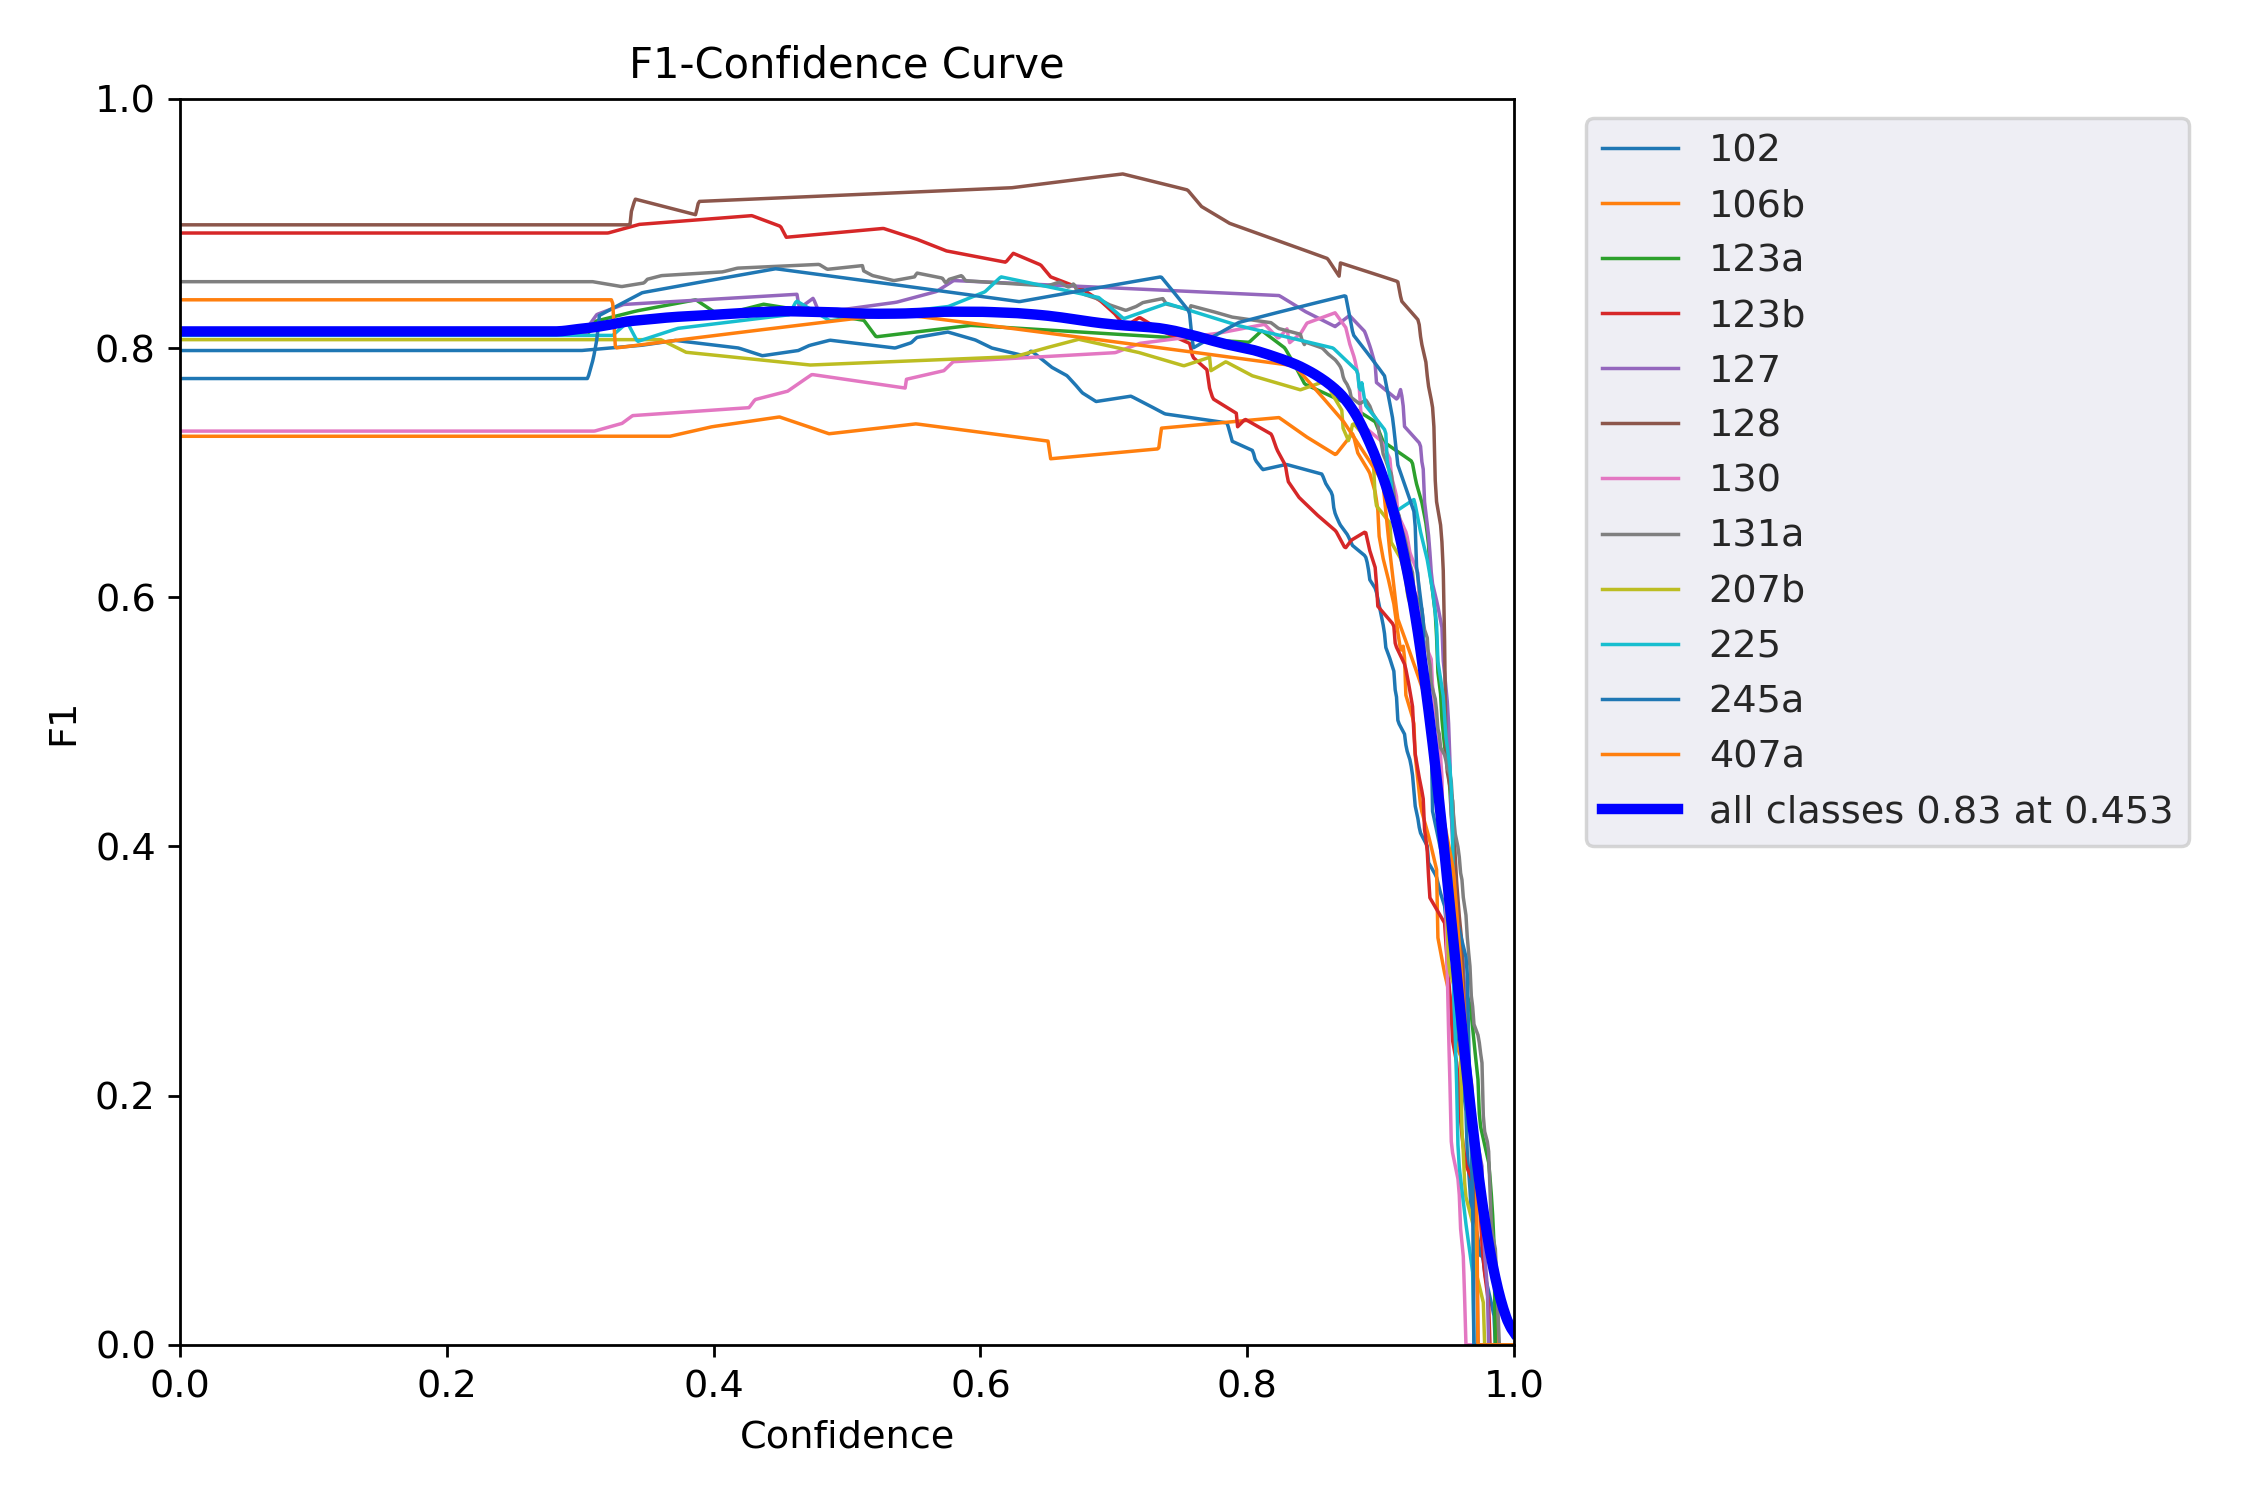 F1-Confidence Curve
1.0
0.8
0.6
0.4
0.2
0.0
F1
0.0 0.2 0.4 0.6 0.8 1.0
Confidence
102
106b
123a
123b
127
128
130
131a
207b
225
245a
407a
all classes 0.83 at 0.453